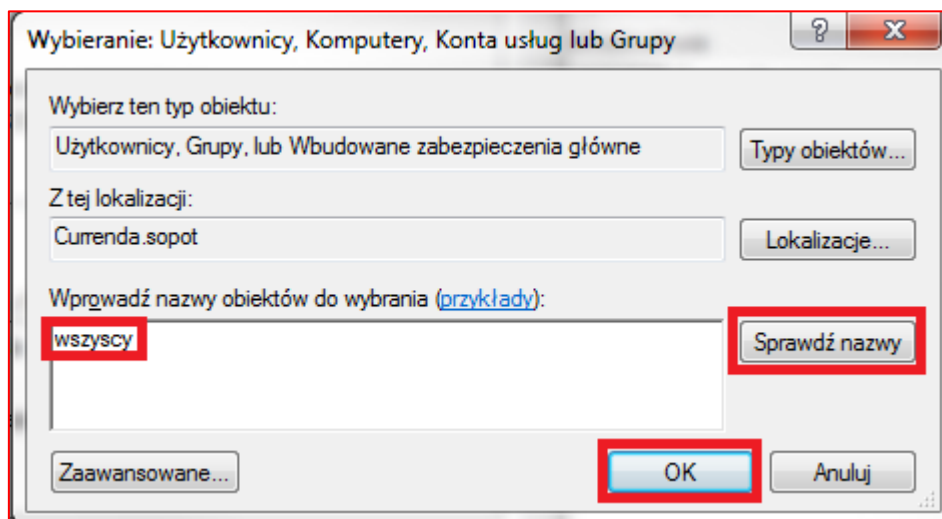 Wybieranie: Użytkownicy, Komputery, Konta usług lub Grupy
Wybierz ten typ obiektu:
Użytkownicy, Grupy, lub Wbudowane zabezpieczenia główne
Typy obiektów...
Z tej lokalizacji:
Currenda.sopot
Lokalizacje...
Wprowadź nazwy obiektów do wybrania (przykłady):
wszyscy
Sprawdź nazwy
Zaawansowane...
OK
Anuluj